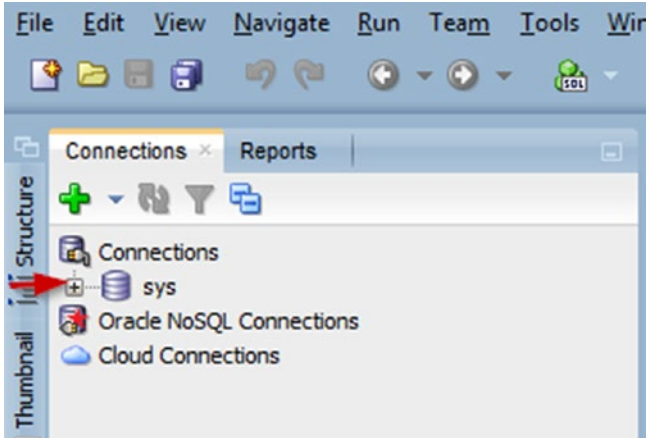 File Edit View Navigate Run Team Tools Win
SQL
Connections Reports
Structure
Connections
sys
Oracle NoSQL Connections
Cloud Connections
Thumbnail